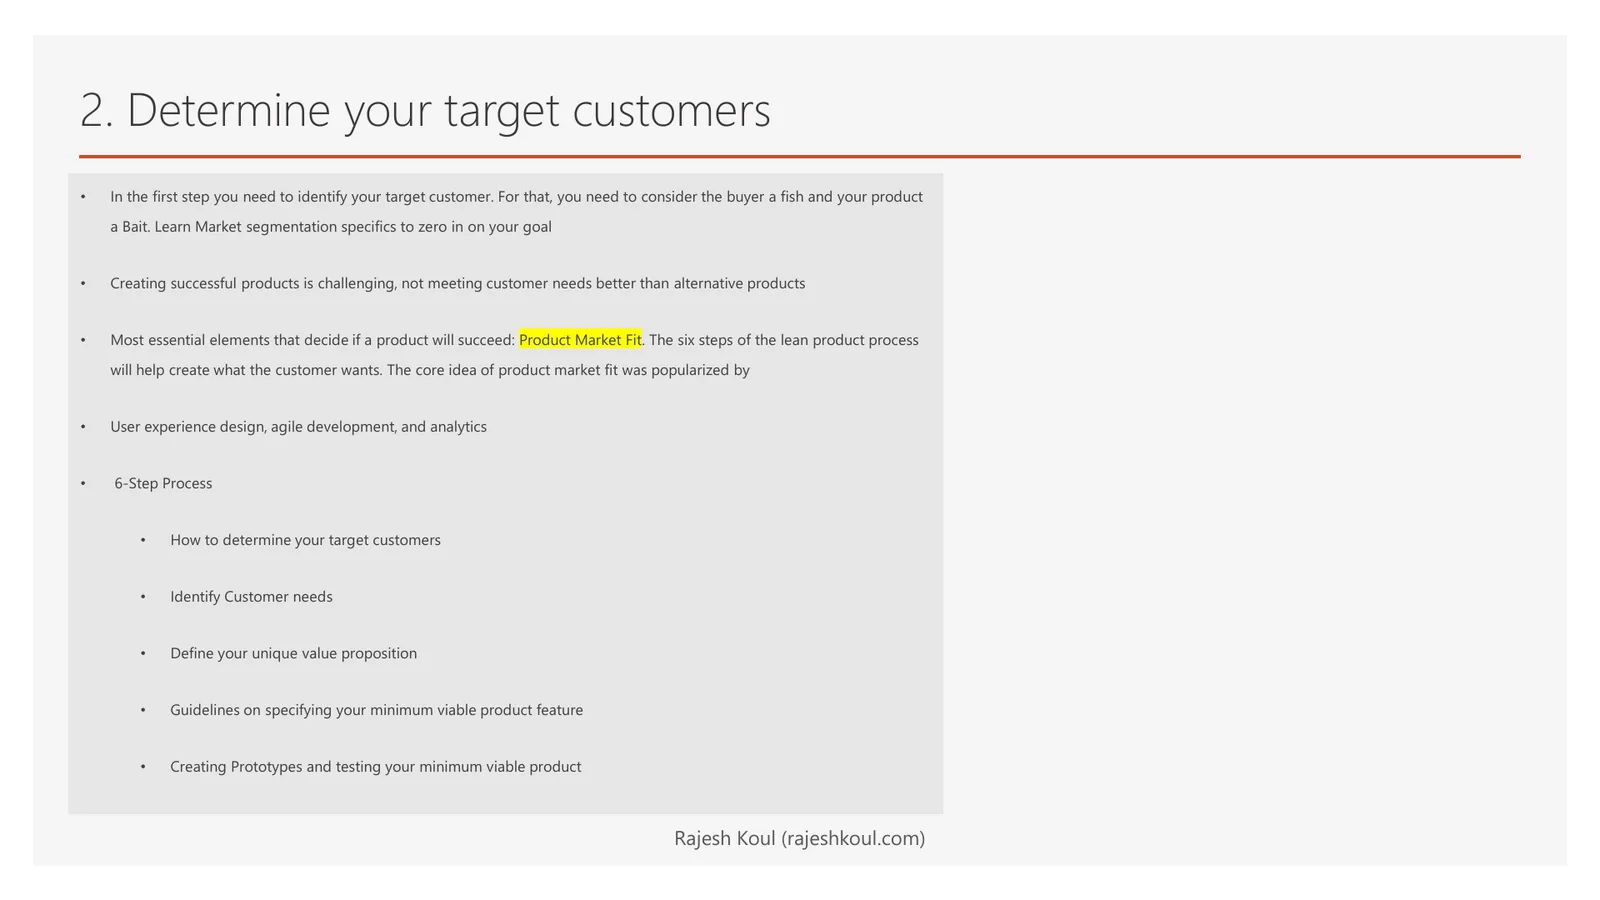 2. Determine your target customers
• In the first step you need to identify your target customer. For that, you need to consider the buyer a fish and your product
a Bait. Learn Market segmentation specifics to zero in on your goal
• Creating successful products is challenging, not meeting customer needs better than alternative products
• Most essential elements that decide if a product will succeed: Product Market Fit. The six steps of the lean product process
will help create what the customer wants. The core idea of product market fit was popularized by
• User experience design, agile development, and analytics
• 6-Step Process
• How to determine your target customers
• Identify Customer needs
• Define your unique value proposition
• Guidelines on specifying your minimum viable product feature
• Creating Prototypes and testing your minimum viable product
Rajesh Koul (rajeshkoul.com)